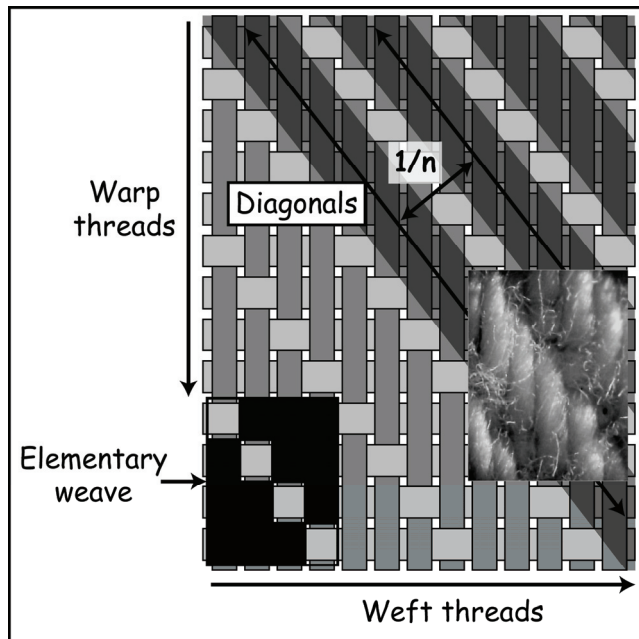 1/n
Diagonals
Warp
threads
Elementary
weave
Weft threads